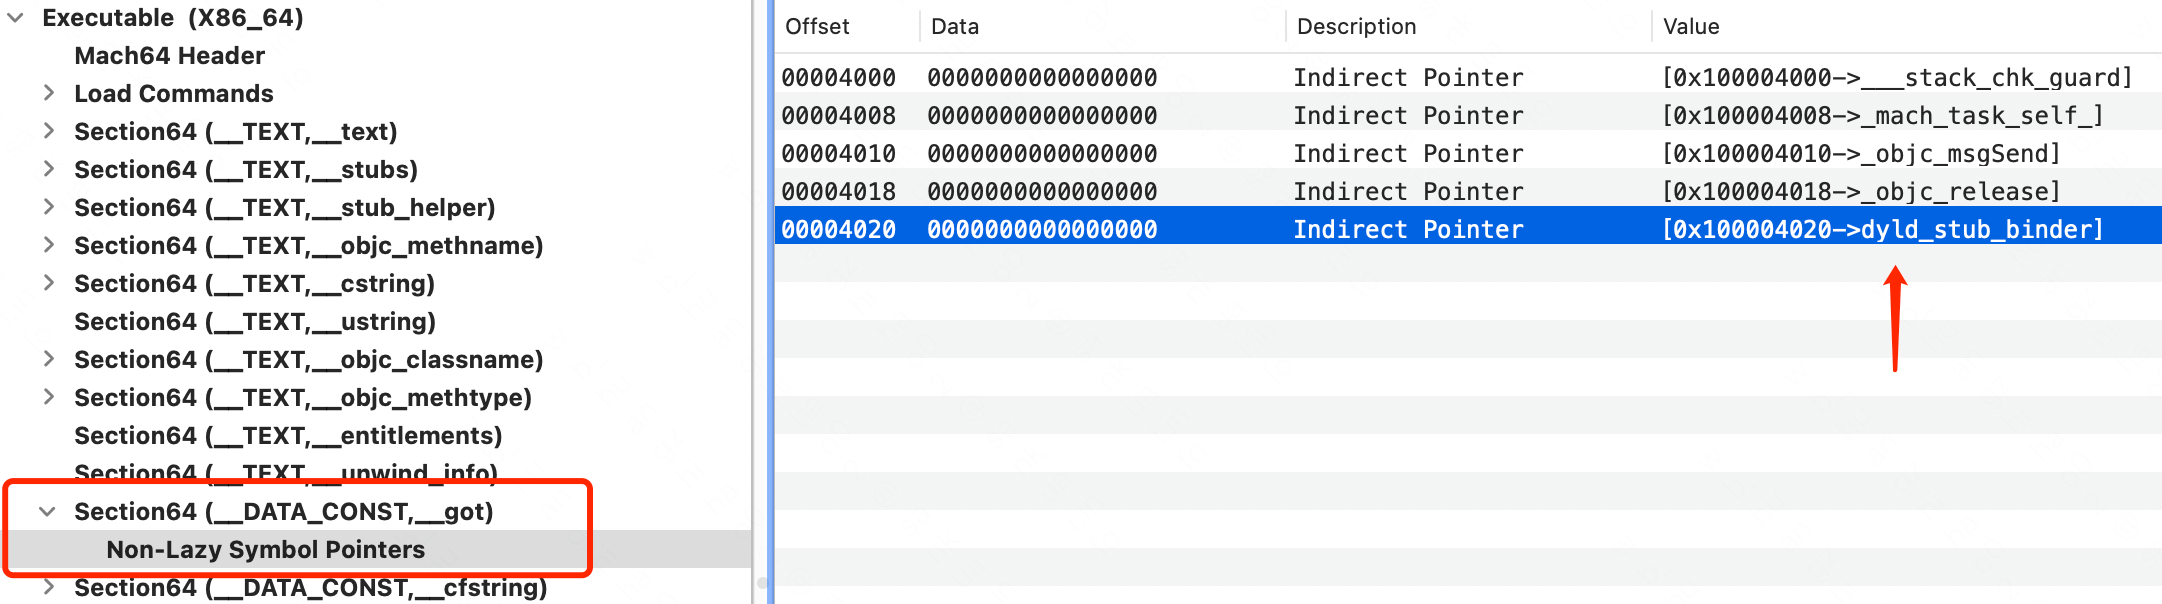 Executable (X86_64)
Mach64 Header
Load Commands
Section64 (__TEXT,__text)
Section64 (__TEXT,__stubs)
Section64 (__TEXT,__stub_helper)
Section64 (__TEXT,__objc_methname)
Section64 (__TEXT,__cstring)
Section64 (__TEXT,__ustring)
Section64 (__TEXT,__objc_classname)
Section64 (__TEXT,__objc_methtype)
Section64 (__TEXT,__entitlements)
Section64 (__TEXT,__unwind_info)
Section64 (__DATA_CONST,__got)
Non-Lazy Symbol Pointers
Section64 (__DATA_CONST,__cfstring)
Offset Data Description Value
00004000 0000000000000000 Indirect Pointer [0x100004000->___stack_chk_guard]
00004008 0000000000000000 Indirect Pointer [0x100004008->_mach_task_self_]
00004010 0000000000000000 Indirect Pointer [0x100004010->_objc_msgSend]
00004018 0000000000000000 Indirect Pointer [0x100004018->_objc_release]
00004020 0000000000000000 Indirect Pointer [0x100004020->dyld_stub_binder]